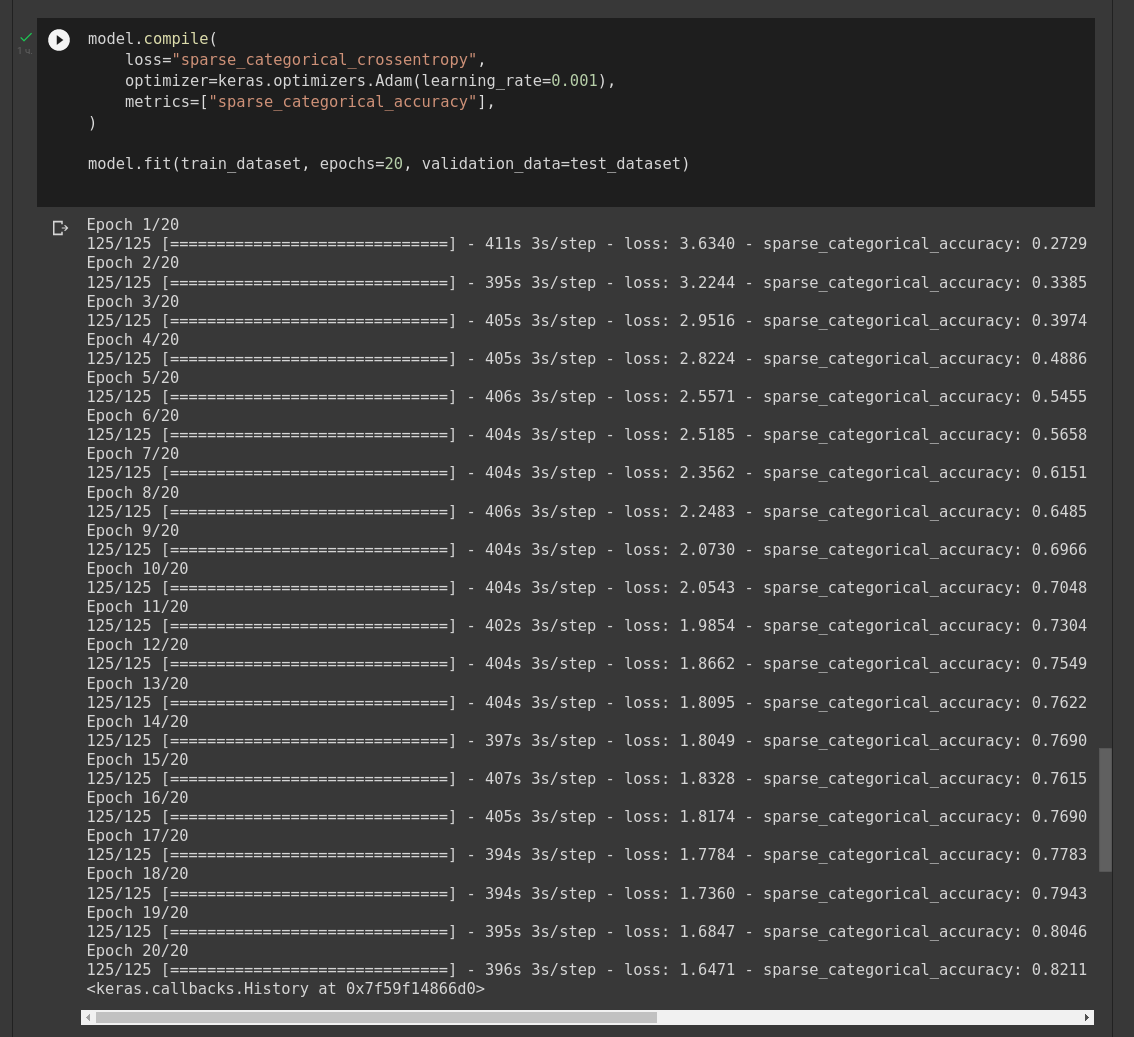 model.compile(
    loss="sparse_categorical_crossentropy",
    optimizer=keras.optimizers.Adam(learning_rate=0.001),
    metrics=["sparse_categorical_accuracy"],
)
1 ч.
model.fit(train_dataset, epochs=20, validation_data=test_dataset)
Epoch 1/20
125/125 [==============================] - 411s 3s/step - loss: 3.6340 - sparse_categorical_accuracy: 0.2729
Epoch 2/20
125/125 [==============================] - 395s 3s/step - loss: 3.2244 - sparse_categorical_accuracy: 0.3385
Epoch 3/20
125/125 [==============================] - 405s 3s/step - loss: 2.9516 - sparse_categorical_accuracy: 0.3974
Epoch 4/20
125/125 [==============================] - 405s 3s/step - loss: 2.8224 - sparse_categorical_accuracy: 0.4886
Epoch 5/20
125/125 [==============================] - 406s 3s/step - loss: 2.5571 - sparse_categorical_accuracy: 0.5455
Epoch 6/20
125/125 [==============================] - 404s 3s/step - loss: 2.5185 - sparse_categorical_accuracy: 0.5658
Epoch 7/20
125/125 [==============================] - 404s 3s/step - loss: 2.3562 - sparse_categorical_accuracy: 0.6151
Epoch 8/20
125/125 [==============================] - 406s 3s/step - loss: 2.2483 - sparse_categorical_accuracy: 0.6485
Epoch 9/20
125/125 [==============================] - 404s 3s/step - loss: 2.0730 - sparse_categorical_accuracy: 0.6966
Epoch 10/20
125/125 [==============================] - 404s 3s/step - loss: 2.0543 - sparse_categorical_accuracy: 0.7048
Epoch 11/20
125/125 [==============================] - 402s 3s/step - loss: 1.9854 - sparse_categorical_accuracy: 0.7304
Epoch 12/20
125/125 [==============================] - 404s 3s/step - loss: 1.8662 - sparse_categorical_accuracy: 0.7549
Epoch 13/20
125/125 [==============================] - 404s 3s/step - loss: 1.8095 - sparse_categorical_accuracy: 0.7622
Epoch 14/20
125/125 [==============================] - 397s 3s/step - loss: 1.8049 - sparse_categorical_accuracy: 0.7690
Epoch 15/20
125/125 [==============================] - 407s 3s/step - loss: 1.8328 - sparse_categorical_accuracy: 0.7615
Epoch 16/20
125/125 [==============================] - 405s 3s/step - loss: 1.8174 - sparse_categorical_accuracy: 0.7690
Epoch 17/20
125/125 [==============================] - 394s 3s/step - loss: 1.7784 - sparse_categorical_accuracy: 0.7783
Epoch 18/20
125/125 [==============================] - 394s 3s/step - loss: 1.7360 - sparse_categorical_accuracy: 0.7943
Epoch 19/20
125/125 [==============================] - 395s 3s/step - loss: 1.6847 - sparse_categorical_accuracy: 0.8046
Epoch 20/20
125/125 [==============================] - 396s 3s/step - loss: 1.6471 - sparse_categorical_accuracy: 0.8211
<keras.callbacks.History at 0x7f59f14866d0>